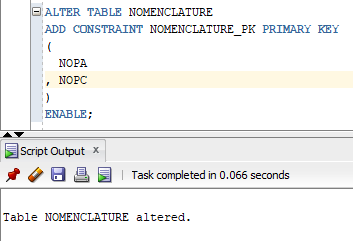 ALTER TABLE NOMENCLATURE
ADD CONSTRAINT NOMENCLATURE_PK PRIMARY KEY
(
NOPA
, NOPC
)
ENABLE;
Script Output x
Task completed in 0.066 seconds
Table NOMENCLATURE altered.